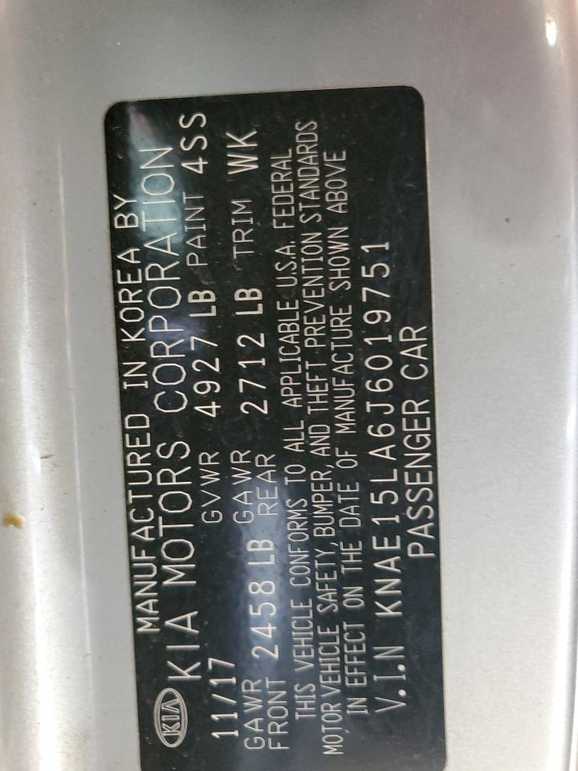 MANUFACTURED IN KOREA BY
KIA KIA MOTORS CORPORATION
11/17 GVWR 4927 LB PAINT 4SS
GAWR FRONT 2458 LB GAWR REAR 2712 LB TRIM WK
THIS VEHICLE CONFORMS TO ALL APPLICABLE U.S.A. FEDERAL
MOTOR VEHICLE SAFETY, BUMPER, AND THEFT PREVENTION STANDARDS
IN EFFECT ON THE DATE OF MANUFACTURE SHOWN ABOVE
V.I.N KNAE15LA6J6019751
PASSENGER CAR